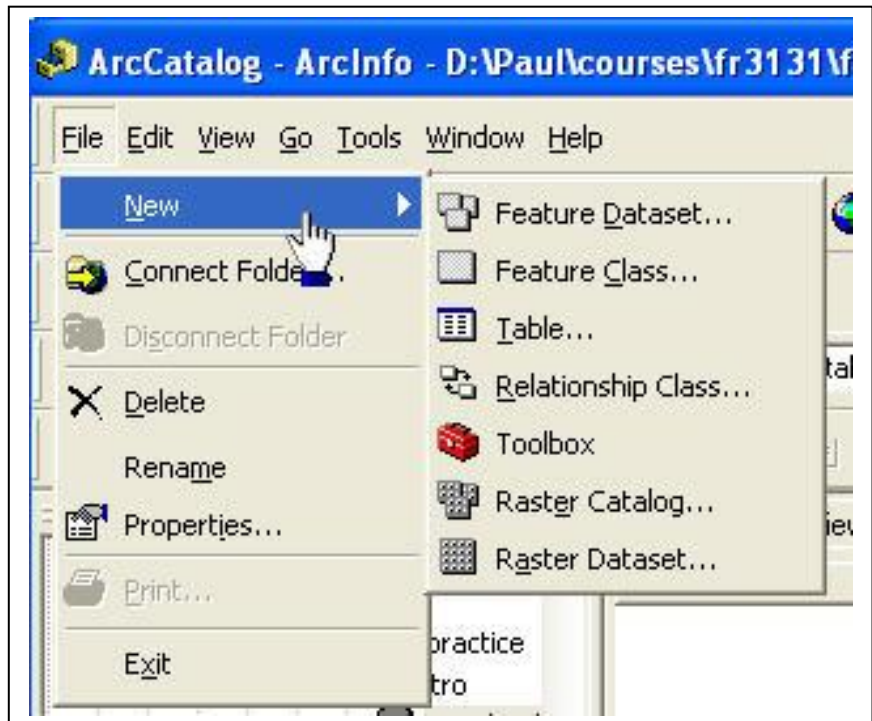 ArcCatalog - ArcInfo - D:\Paul\courses\fr3131\f
File Edit View Go Tools Window Help
New
Connect Folde
Disconnect Folder
Delete
Rename
Properties...
Print...
Exit
Feature Dataset...
Feature Class...
Table...
Relationship Class...
Toolbox
Raster Catalog...
Raster Dataset...
practice
tro